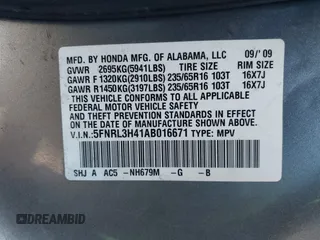 MFD. BY HONDA MFG. OF ALABAMA, LLC 09/'09
GVWR 2695KG(5941LBS) TIRE SIZE RIM SIZE
GAWR F 1320KG(2910LBS) 235/65R16 103T 16X7J
GAWR R1450KG(3197LBS) 235/65R16 103T 16X7J
THIS VEHICLE CONFORMS TO ALL APPLICABLE
FEDERAL MOTOR VEHICLE SAFETY
AND THEFT PREVENTION STANDARDS IN EFFECT ON
THE DATE OF MANUFACTURE SHOWN ABOVE.
V.I.N.:5FNRL3H41AB016671 TYPE: MPV
SHJ A AC5 -NH679M -G -B
©DREAMBID